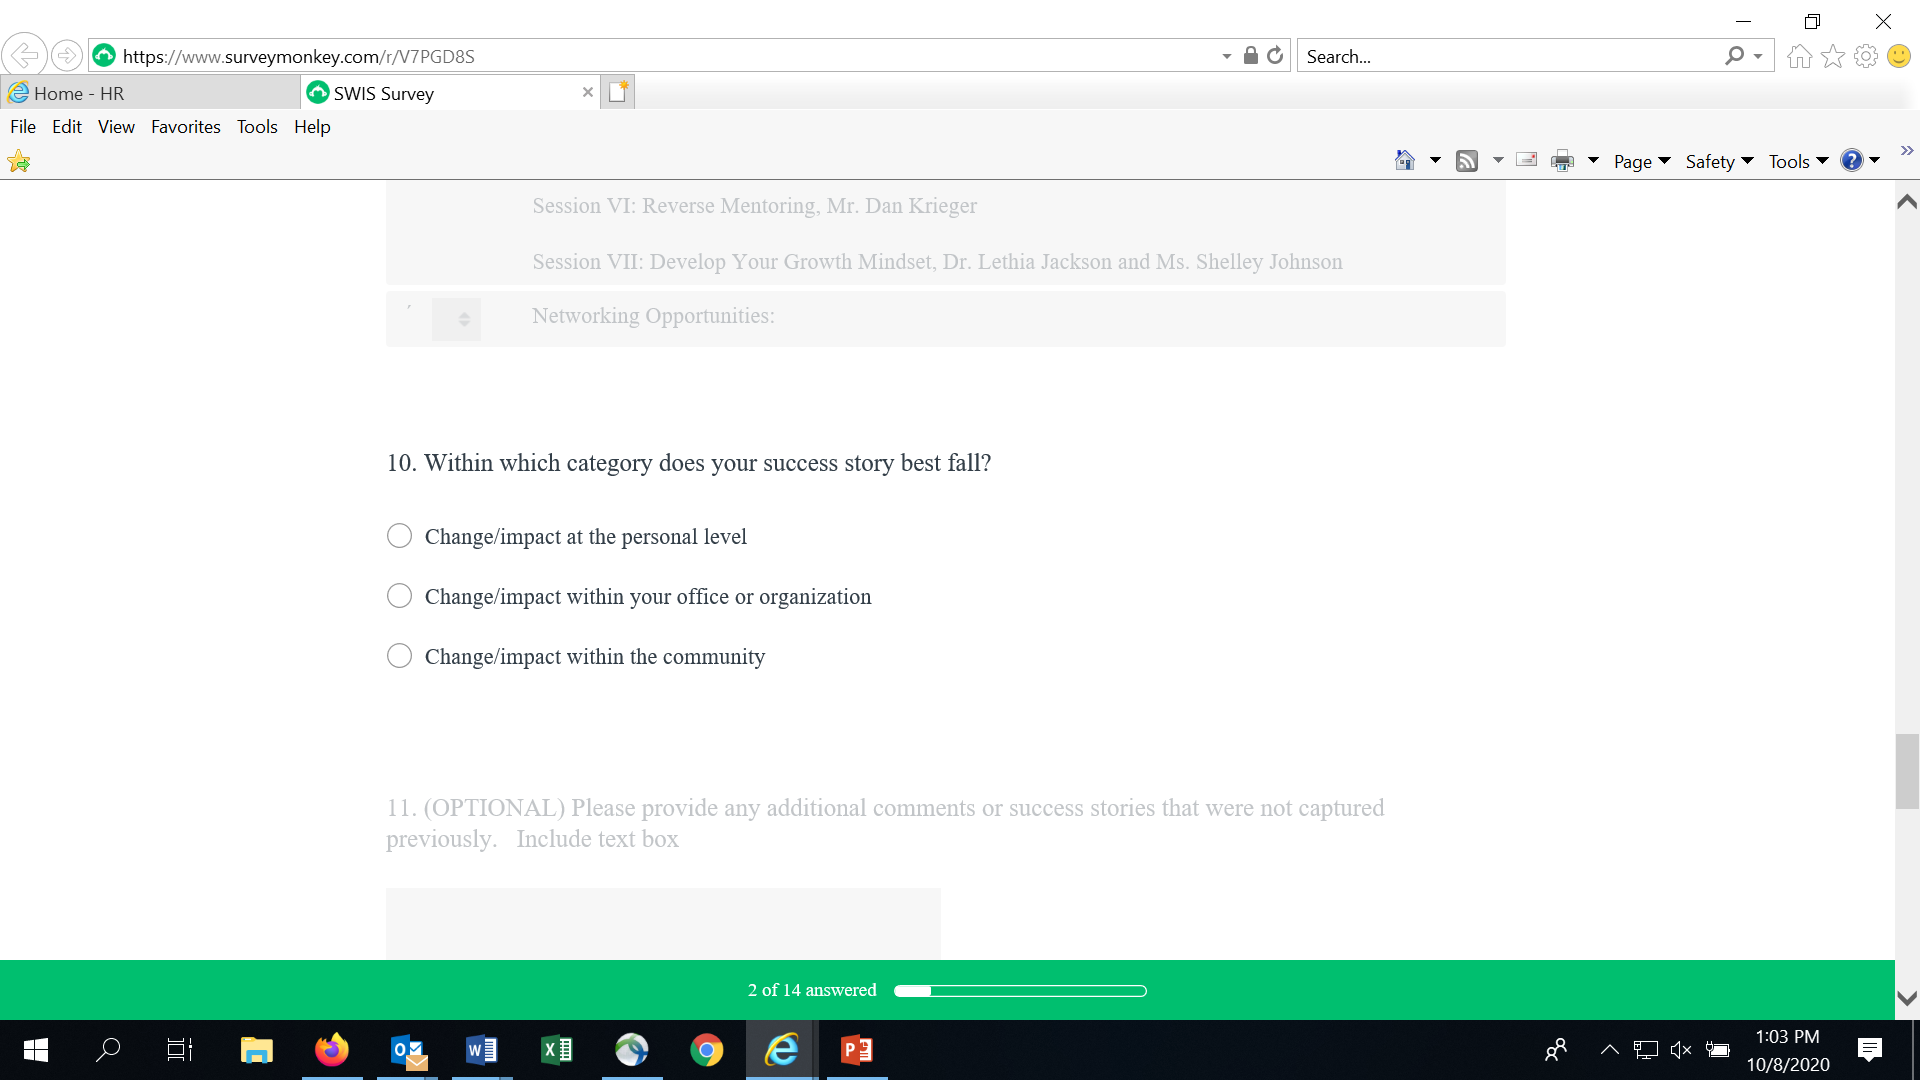 https://www.surveymonkey.com/r/V7PGD8S
Search...
Home - HR
SWIS Survey
File Edit View Favorites Tools Help
Page Safety Tools
Session VI: Reverse Mentoring, Mr. Dan Krieger
Session VII: Develop Your Growth Mindset, Dr. Lethia Jackson and Ms. Shelley Johnson
Networking Opportunities:
10. Within which category does your success story best fall?
Change/impact at the personal level
Change/impact within your office or organization
Change/impact within the community
11. (OPTIONAL) Please provide any additional comments or success stories that were not captured
previously. Include text box
2 of 14 answered
1:03 PM
10/8/2020